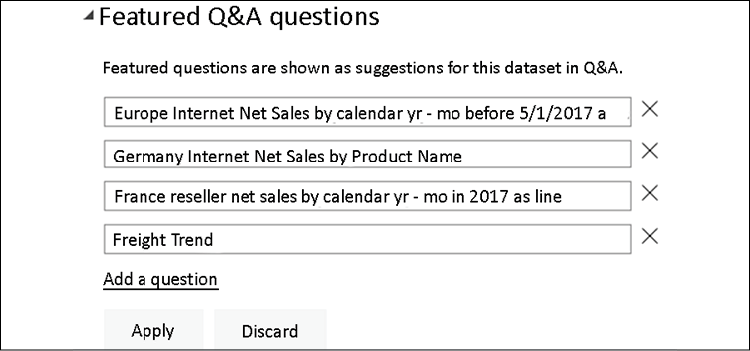 Featured Q&A questions
Featured questions are shown as suggestions for this dataset in Q&A.
Europe Internet Net Sales by calendar yr - mo before 5/1/2017 a
Germany Internet Net Sales by Product Name
France reseller net sales by calendar yr - mo in 2017 as line
Freight Trend
Add a question
Apply Discard